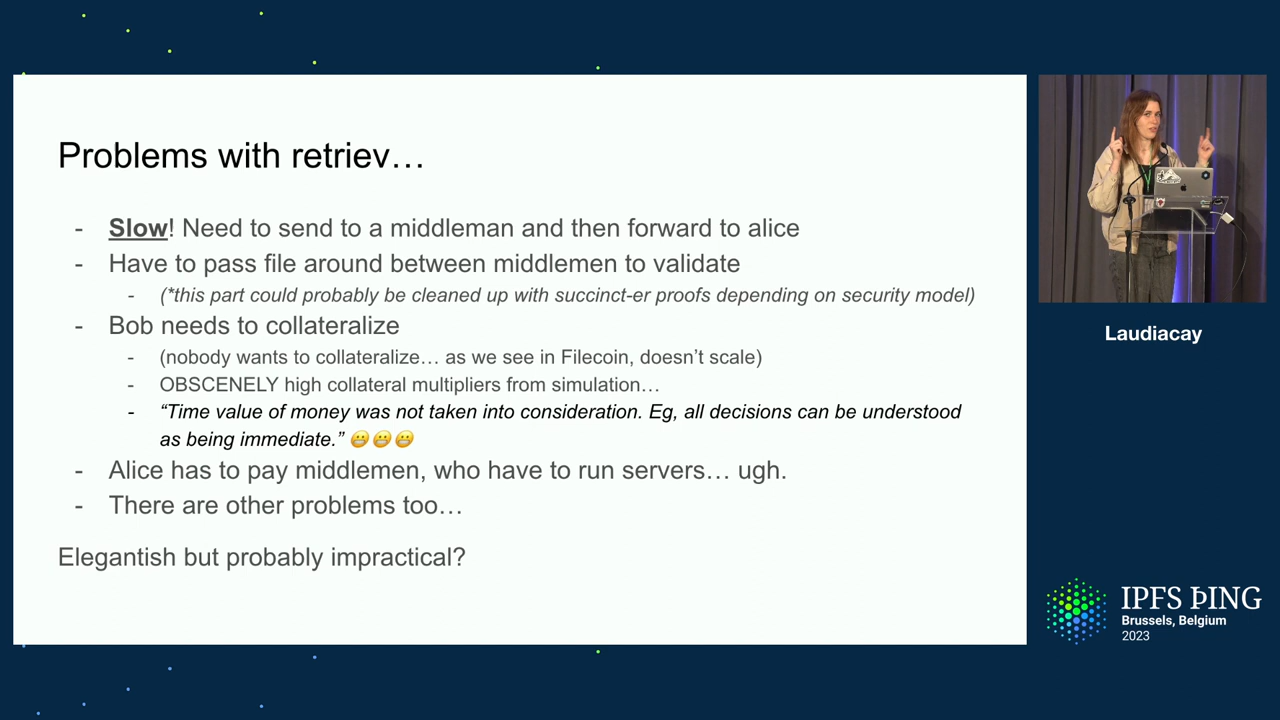 Problems with retriev…
- Slow! Need to send to a middleman and then forward to alice
- Have to pass file around between middlemen to validate
- (*this part could probably be cleaned up with succinct-er proofs depending on security model)
- Bob needs to collateralize
- (nobody wants to collateralize… as we see in Filecoin, doesn’t scale)
- OBSCENELY high collateral multipliers from simulation…
- “Time value of money was not taken into consideration. Eg, all decisions can be understood
as being immediate.” 😬😬😬
- Alice has to pay middlemen, who have to run servers… ugh.
- There are other problems too…
Elegantish but probably impractical?
Laudiacay
IPFS ÞING
Brussels, Belgium
2023